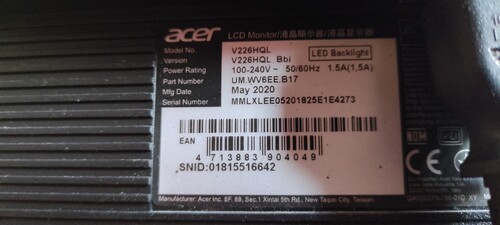 acer LCD Monitor/液晶顯示器/液晶显示器
Model No. V226HQL
Version V226HQL Bbi LED Backlight
Power Rating 100-240V~ 50/60Hz 1.5A(1,5A)
Part Number UM.WV6EE.B17
Mfg Date May 2020
Serial Number MMLXLEE05201825E1E4273
EAN
4 713883 904049
SNID:01815516642
Manufacturer: Acer Inc. 8F, 88, Sec.1 Xintai 5th Rd., New Taipei City, Taiwan
CE